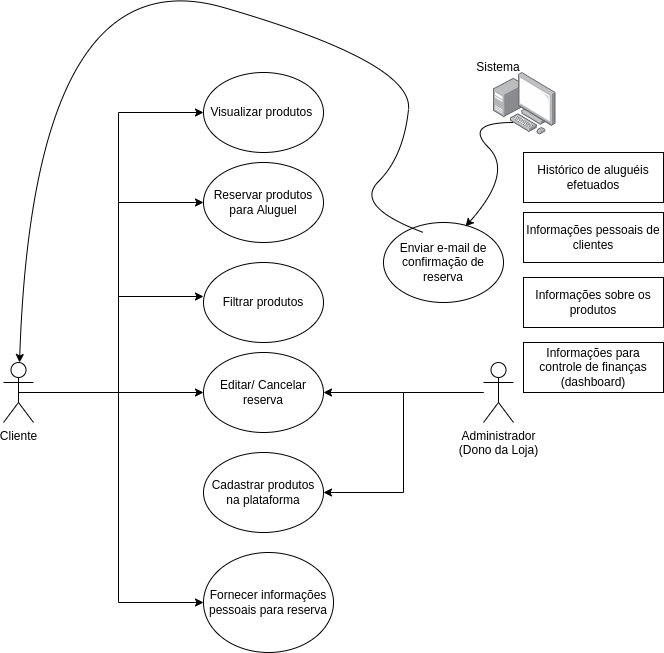 Sistema
Visualizar produtos
Histórico de aluguéis
efetuados
Reservar produtos
para Aluguel
Informações pessoais de
clientes
Enviar e-mail de
confirmação de
reserva
Filtrar produtos
Informações sobre os
produtos
Informações para
controle de finanças
(dashboard)
Editar/ Cancelar
reserva
Cliente
Administrador
(Dono da Loja)
Cadastrar produtos
na plataforma
Fornecer informações
pessoais para reserva